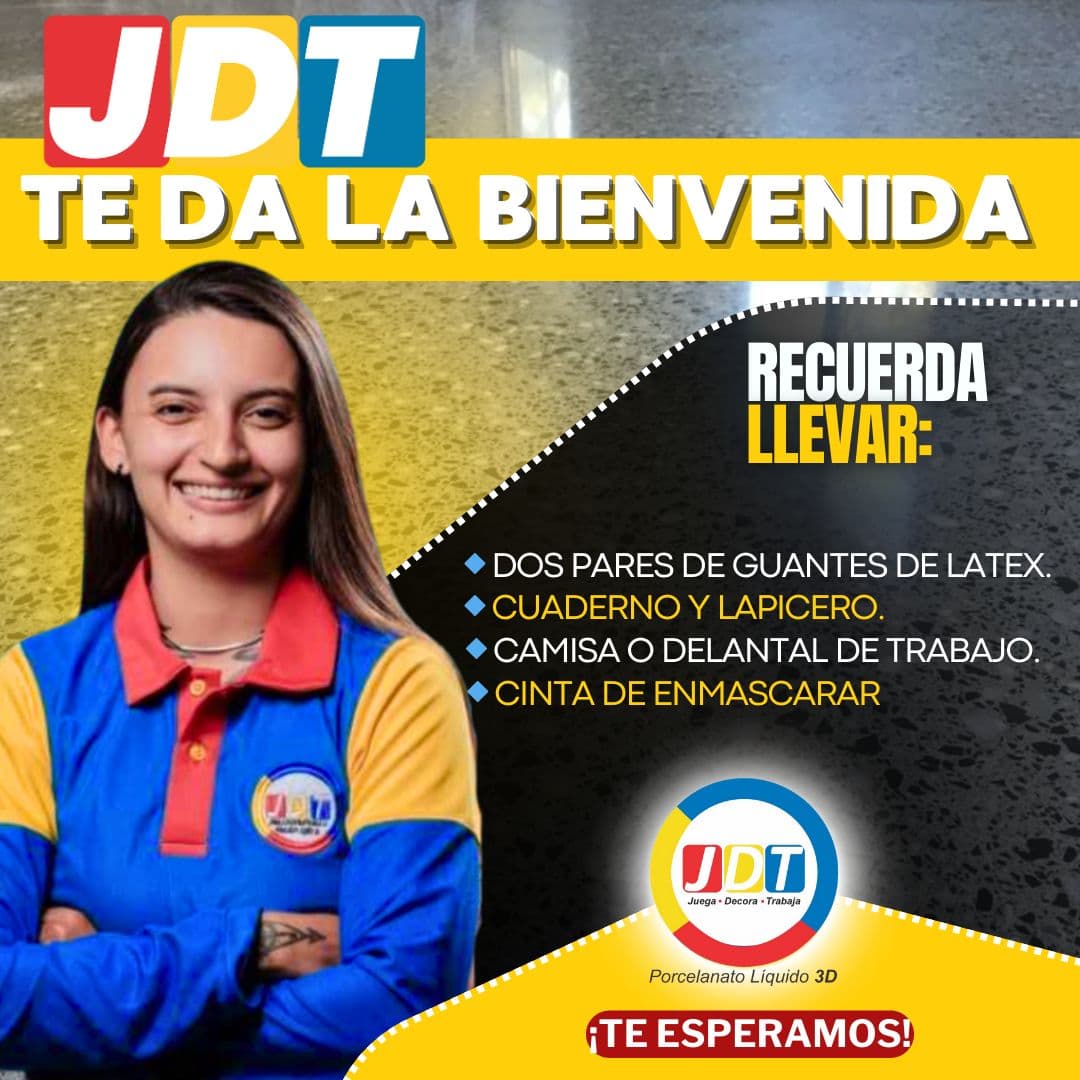 JDT
TE DA LA BIENVENIDA
RECUERDA
LLEVAR:
DOS PARES DE GUANTES DE LATEX.
CUADERNO Y LAPICERO.
CAMISA O DELANTAL DE TRABAJO.
CINTA DE ENMASCARAR
JDT
JDT
Juega • Decora • Trabaja
Porcelanato Líquido 3D
¡TE ESPERAMOS!